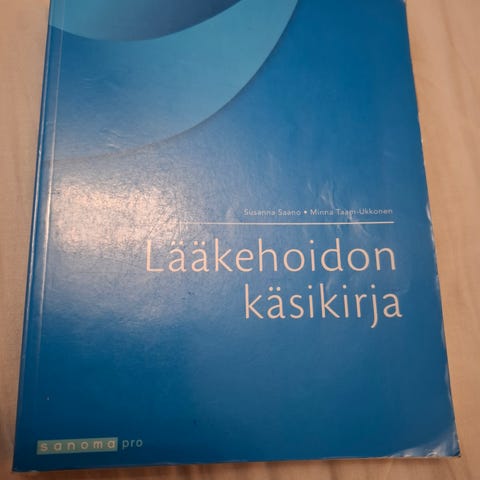 Susanna Saano • Minna Taam-Ukkonen
Lääkehoidon
käsikirja
sanoma pro